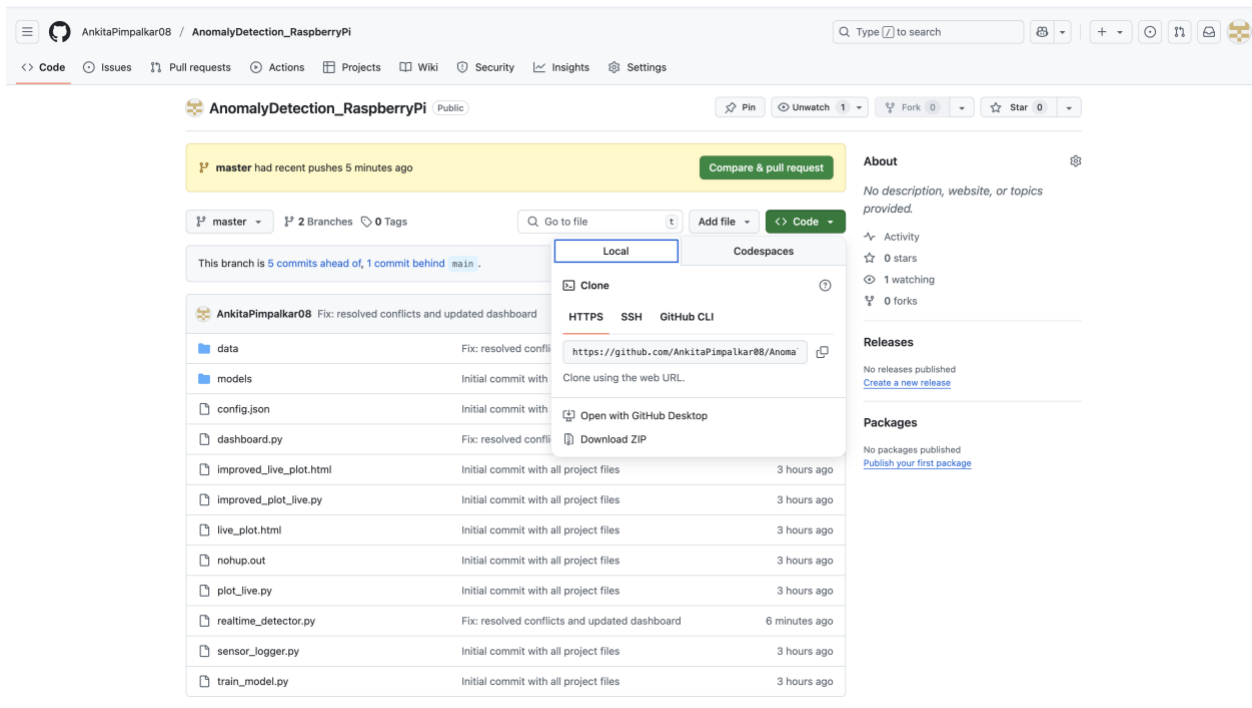 AnkitaPimpalkar08 / AnomalyDetection_RaspberryPi
Type / to search
Code Issues Pull requests Actions Projects Wiki Security Insights Settings
AnomalyDetection_RaspberryPi Public
Pin Unwatch 1 Fork 0 Star 0
master had recent pushes 5 minutes ago
Compare & pull request
master 2 Branches 0 Tags
Go to file t
Add file
Code
This branch is 5 commits ahead of, 1 commit behind main .
Local Codespaces
Clone
HTTPS SSH GitHub CLI
https://github.com/AnkitaPimpalkar08/Anoma
Clone using the web URL.
Open with GitHub Desktop
Download ZIP
AnkitaPimpalkar08 Fix: resolved conflicts and updated dashboard
data Fix: resolved confli
models Initial commit with
config.json Initial commit with
dashboard.py Fix: resolved confli
improved_live_plot.html Initial commit with all project files 3 hours ago
improved_plot_live.py Initial commit with all project files 3 hours ago
live_plot.html Initial commit with all project files 3 hours ago
nohup.out Initial commit with all project files 3 hours ago
plot_live.py Initial commit with all project files 3 hours ago
realtime_detector.py Fix: resolved conflicts and updated dashboard 6 minutes ago
sensor_logger.py Initial commit with all project files 3 hours ago
train_model.py Initial commit with all project files 3 hours ago
About
No description, website, or topics
provided.
Activity
0 stars
1 watching
0 forks
Releases
No releases published
Create a new release
Packages
No packages published
Publish your first package